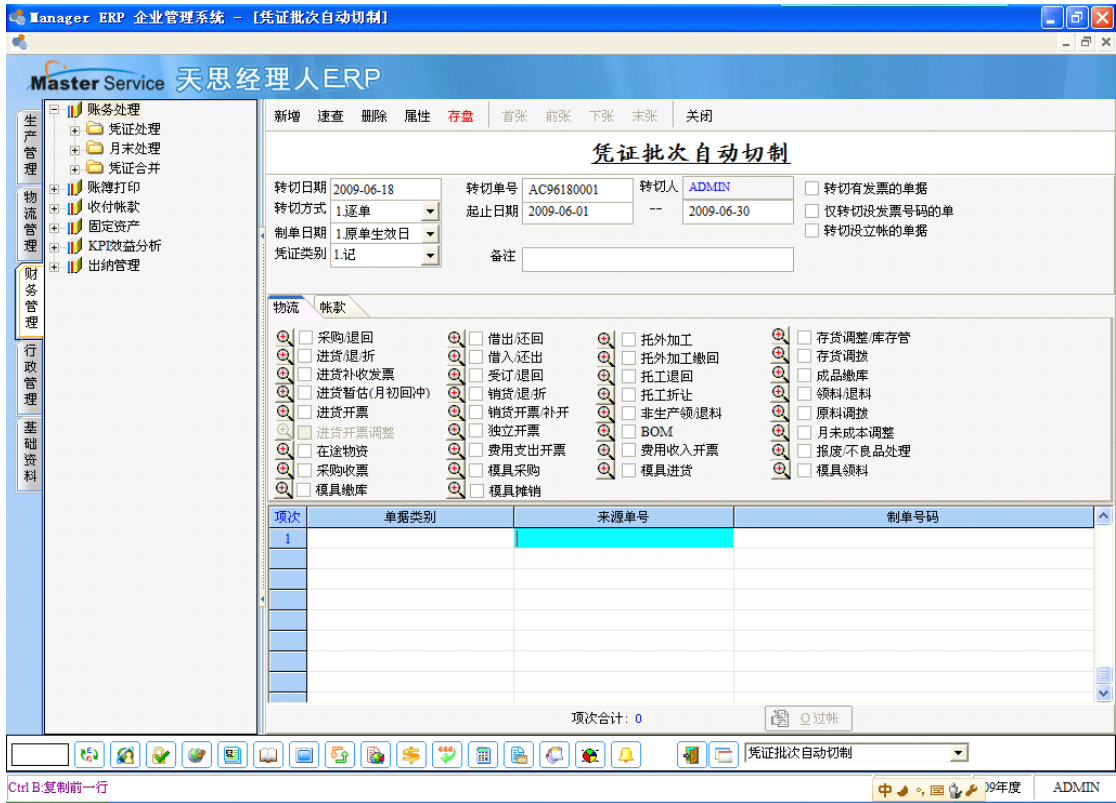 Manager ERP 企业管理系统 - [凭证批次自动切制]
Master Service 天思经理人ERP
生产管理
物流管理
财务管理
行政管理
基础资料
账务处理
凭证处理
月末处理
凭证合并
账簿打印
收付帐款
固定资产
KPI效益分析
出纳管理
新增 速查 删除 属性 存盘 首张 前张 下张 末张 关闭
凭证批次自动切制
转切日期 2009-06-18 转切单号 AC96180001 转切人 ADMIN 转切有发票的单据
转切方式 1.逐单 起止日期 2009-06-01 -- 2009-06-30 仅转切没发票号码的单
制单日期 1.原单生效日 转切没立帐的单据
凭证类别 1.记 备注
物流 帐款
采购/退回 借出/还回 托外加工 存货调整/库存管
进货/退/折 借入/还出 托外加工缴回 存货调拨
进货补收发票 受订/退回 托工退回 成品缴库
进货暂估(月初回冲) 销货/退/折 托工折让 领料/退料
进货开票 销货开票/补开 非生产领/退料 原料调拨
进货开票调整 独立开票 BOM 月未成本调整
在途物资 费用支出开票 费用收入开票 报废/不良品处理
采购收票 模具采购 模具进货 模具领料
模具缴库 模具摊销
项次 单据类别 来源单号 制单号码
1
项次合计: 0 O过帐
凭证批次自动切制
Ctrl B:复制前一行 中 09年度 ADMIN